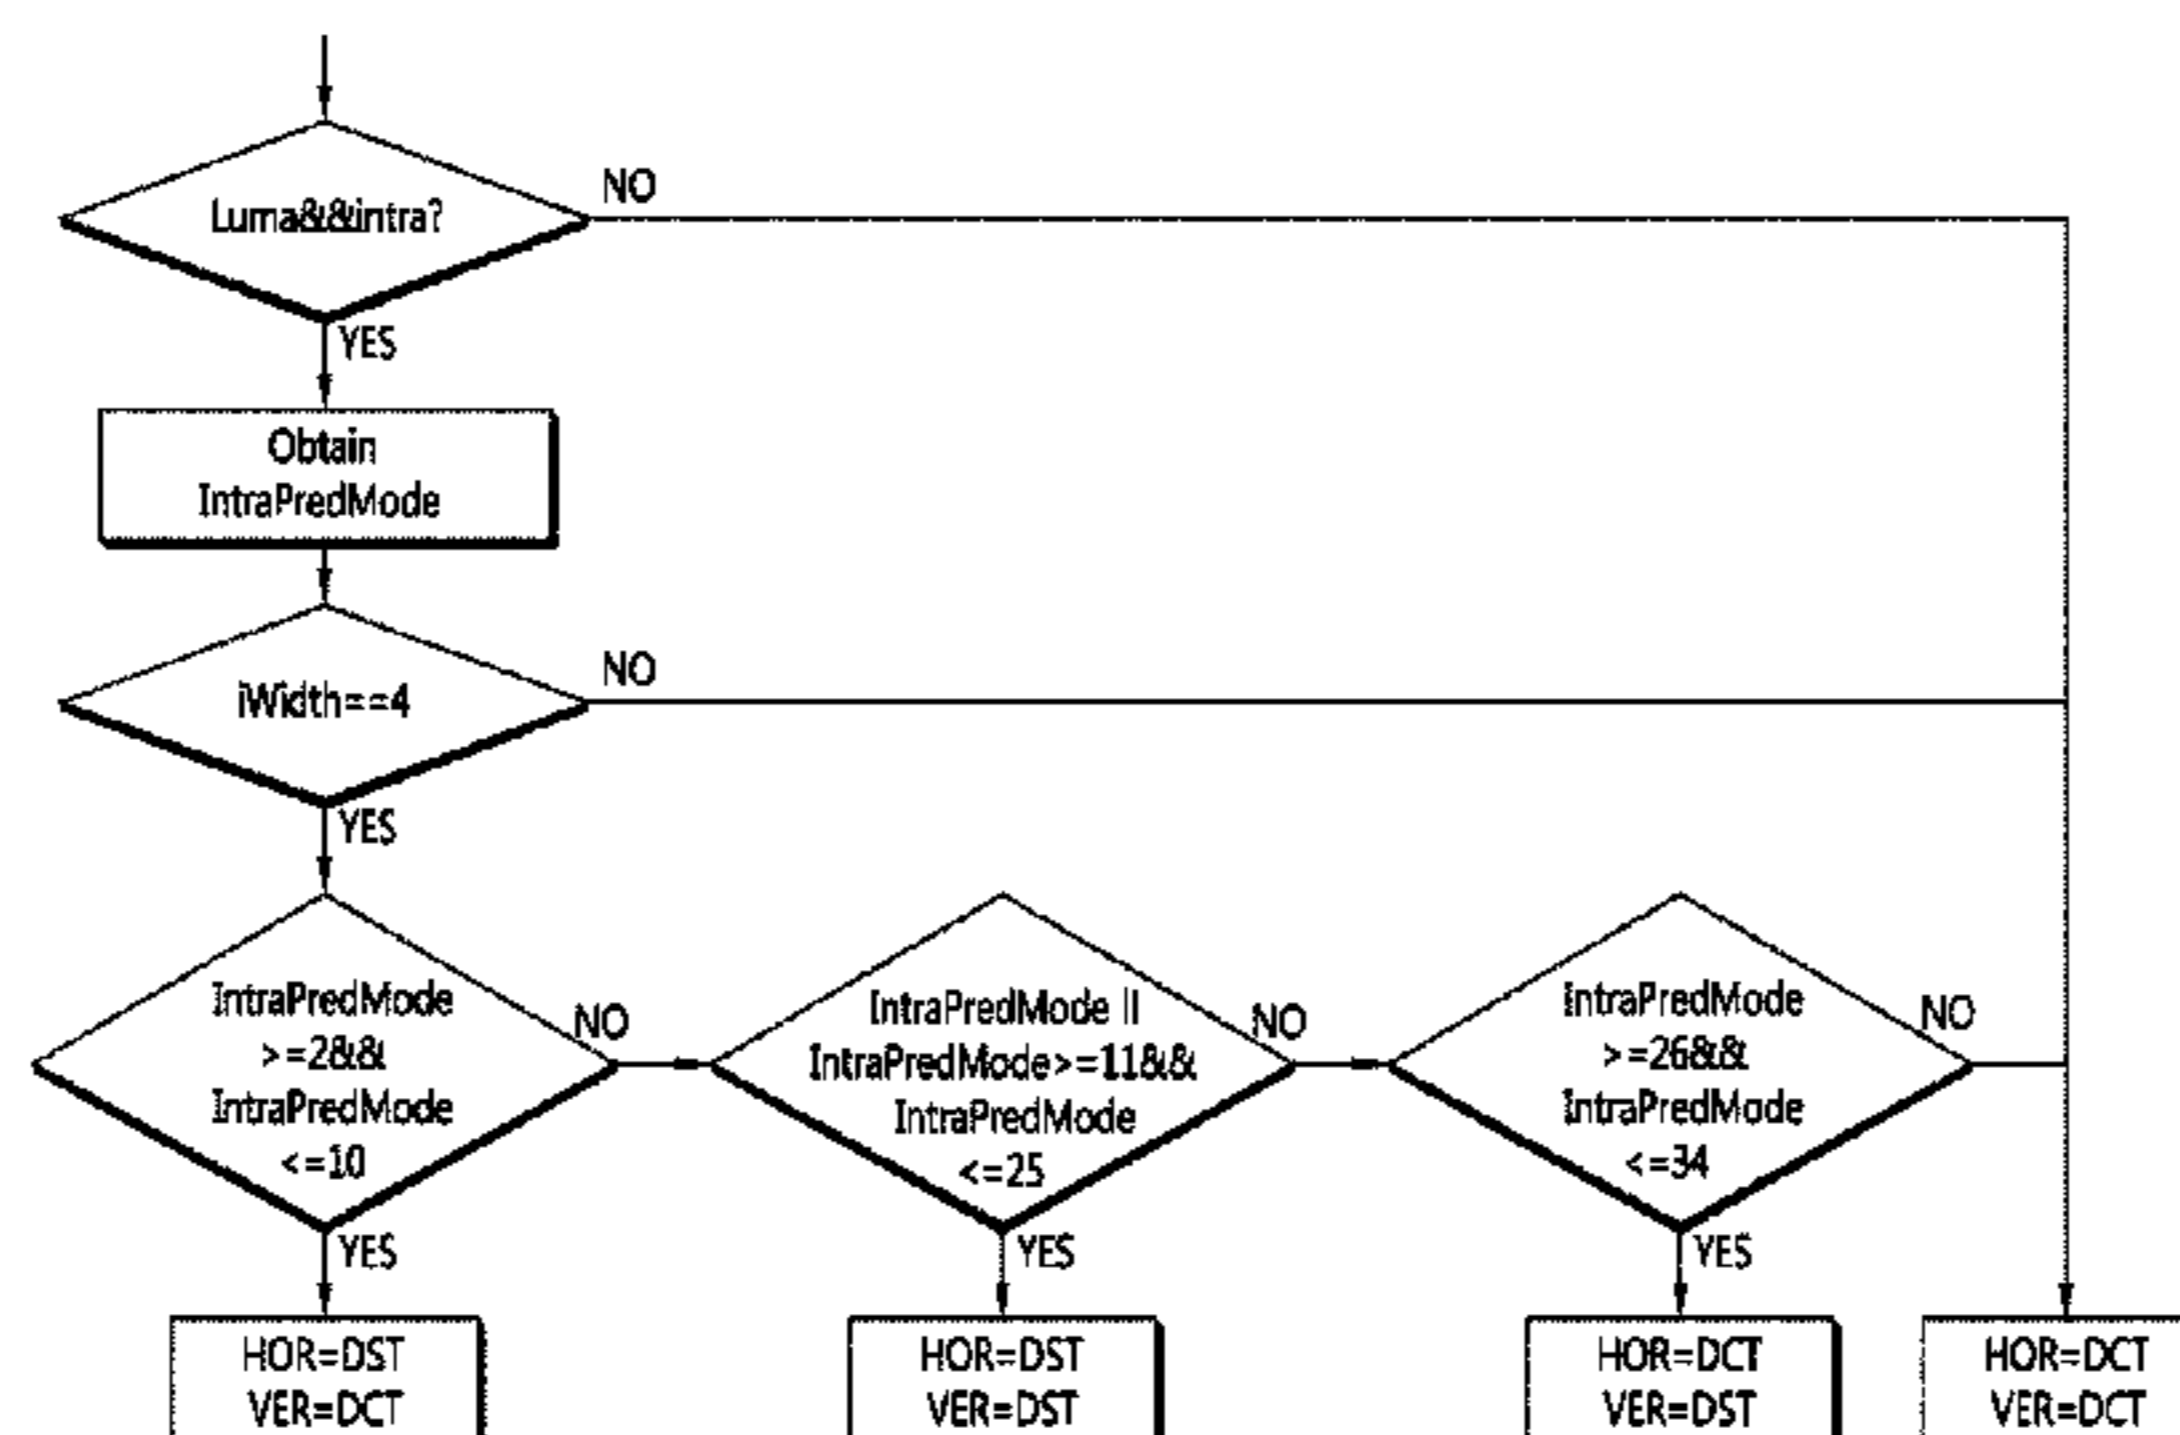 Luma&&intra?
NO
YES
Obtain
IntraPredMode
iWidth==4
NO
YES
IntraPredMode
>=2&&
IntraPredMode
<=10
NO
YES
IntraPredMode ||
IntraPredMode>=11&&
IntraPredMode
<=25
NO
YES
IntraPredMode
>=26&&
IntraPredMode
<=34
NO
YES
HOR=DST
VER=DCT
HOR=DST
VER=DST
HOR=DCT
VER=DST
HOR=DCT
VER=DCT